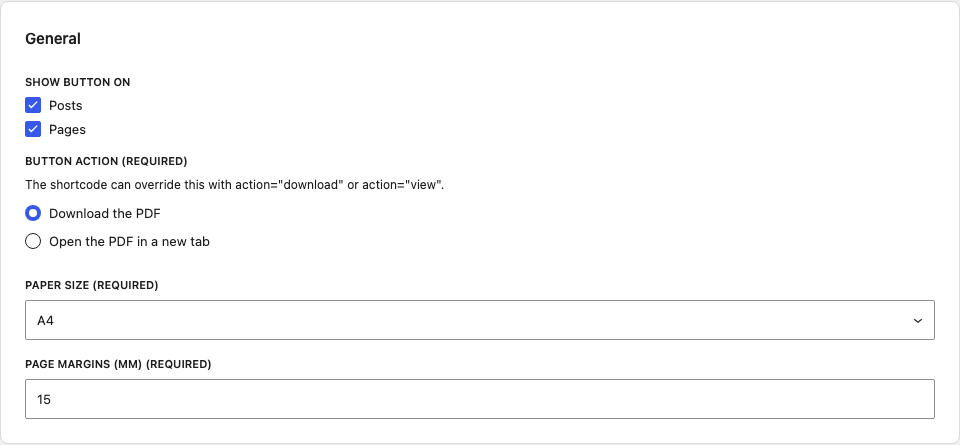 General
SHOW BUTTON ON
Posts
Pages
BUTTON ACTION (REQUIRED)
The shortcode can override this with action="download" or action="view".
Download the PDF
Open the PDF in a new tab
PAPER SIZE (REQUIRED)
A4
PAGE MARGINS (MM) (REQUIRED)
15